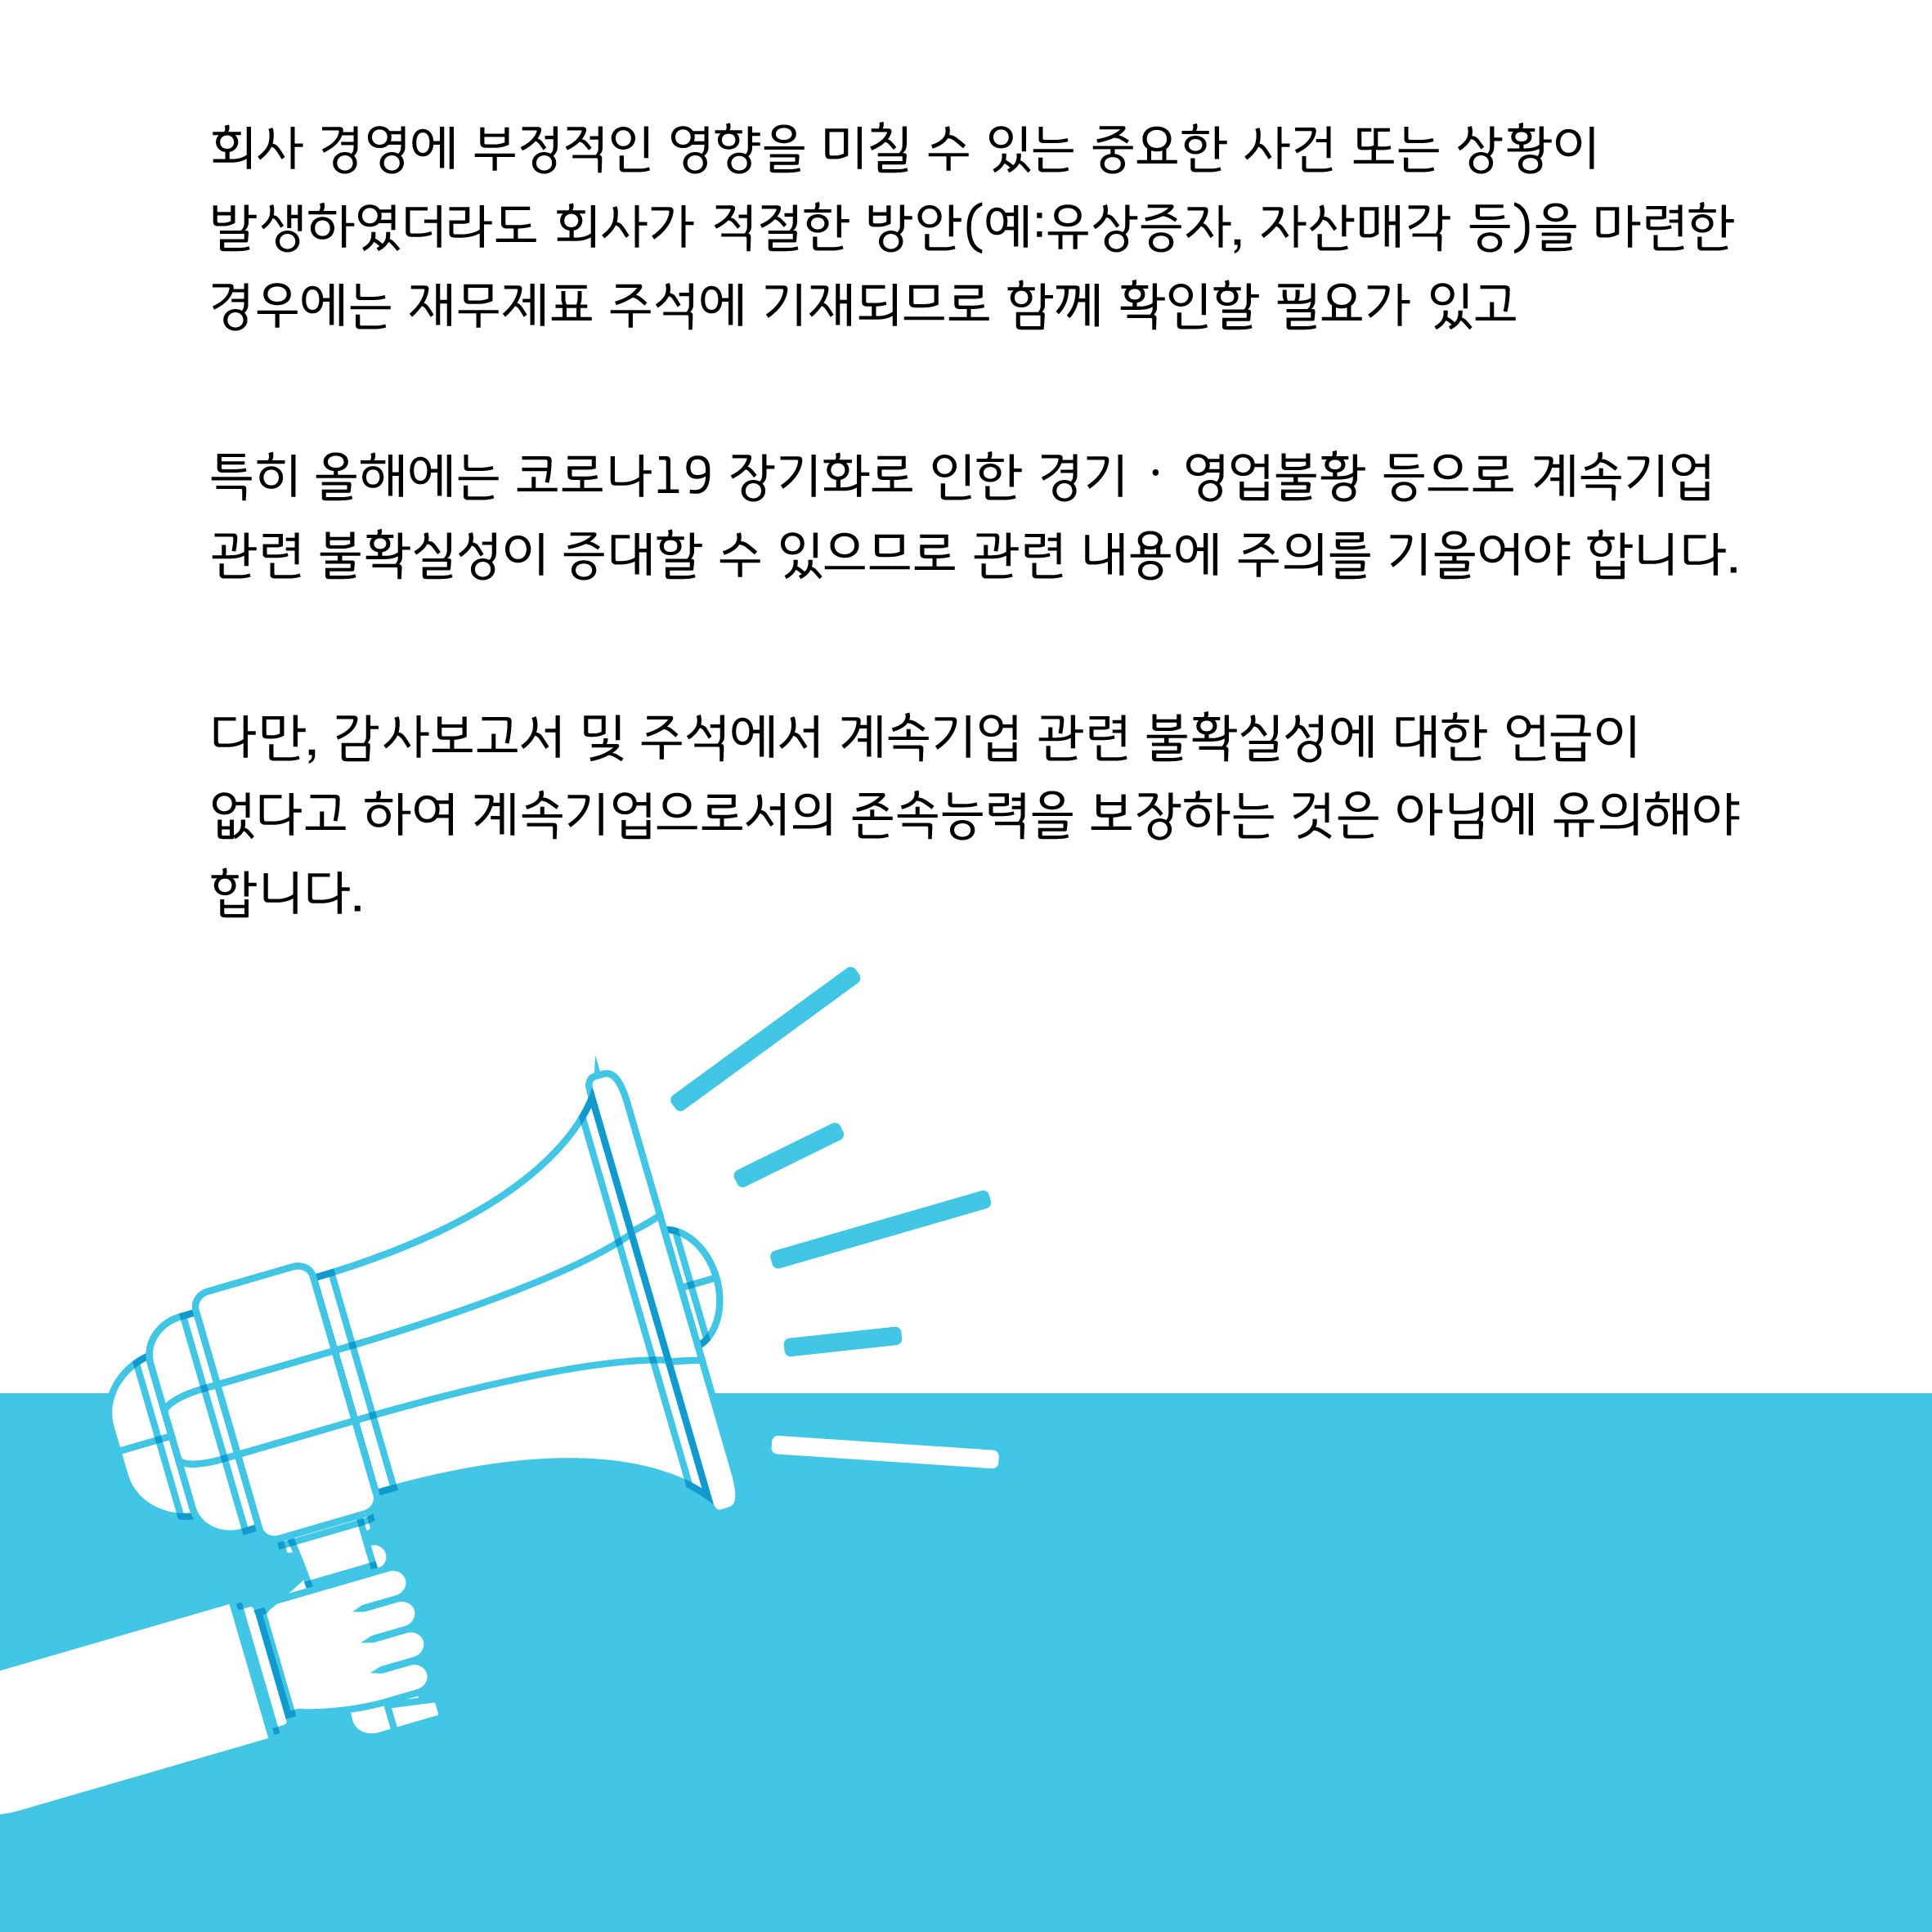 회사 경영에 부정적인 영향을 미칠 수 있는 중요한 사건 또는 상황이
발생하였더라도 회사가 적절한 방안(예:유상증자, 자산매각 등)을 마련한
경우에는 재무제표 주석에 기재되므로 함께 확인할 필요가 있고
특히 올해에는 코로나19 장기화로 인한 경기 · 영업불황 등으로 계속기업
관련 불확실성이 증대할 수 있으므로 관련 내용에 주의를 기울여야 합니다.
다만, 감사보고서 및 주석에서 계속기업 관련 불확실성에 대한 언급이
없다고 하여 계속기업으로서의 존속능력을 보장하는 것은 아님에 유의해야
합니다.